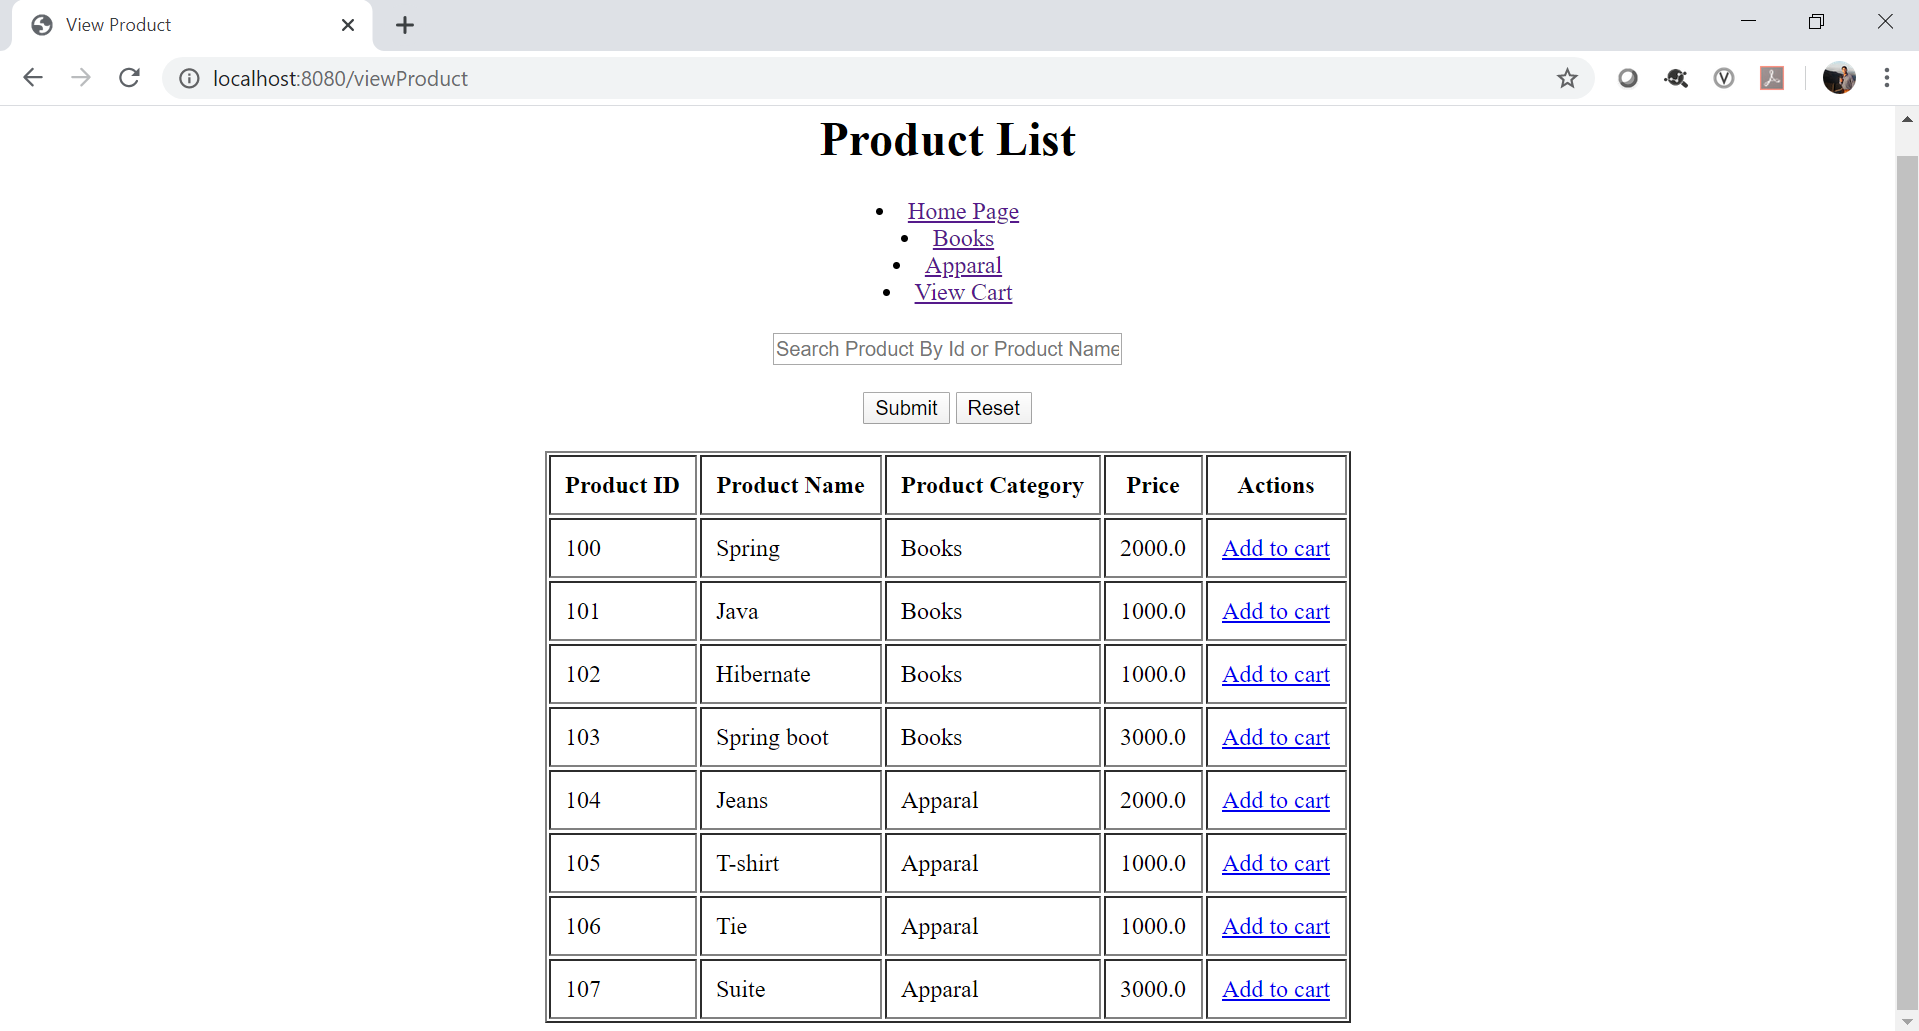 View Product
localhost:8080/viewProduct
Product List
Home Page
Books
Apparal
View Cart
Search Product By Id or Product Name
Submit Reset
Product ID Product Name Product Category Price Actions
100 Spring Books 2000.0 Add to cart
101 Java Books 1000.0 Add to cart
102 Hibernate Books 1000.0 Add to cart
103 Spring boot Books 3000.0 Add to cart
104 Jeans Apparal 2000.0 Add to cart
105 T-shirt Apparal 1000.0 Add to cart
106 Tie Apparal 1000.0 Add to cart
107 Suite Apparal 3000.0 Add to cart